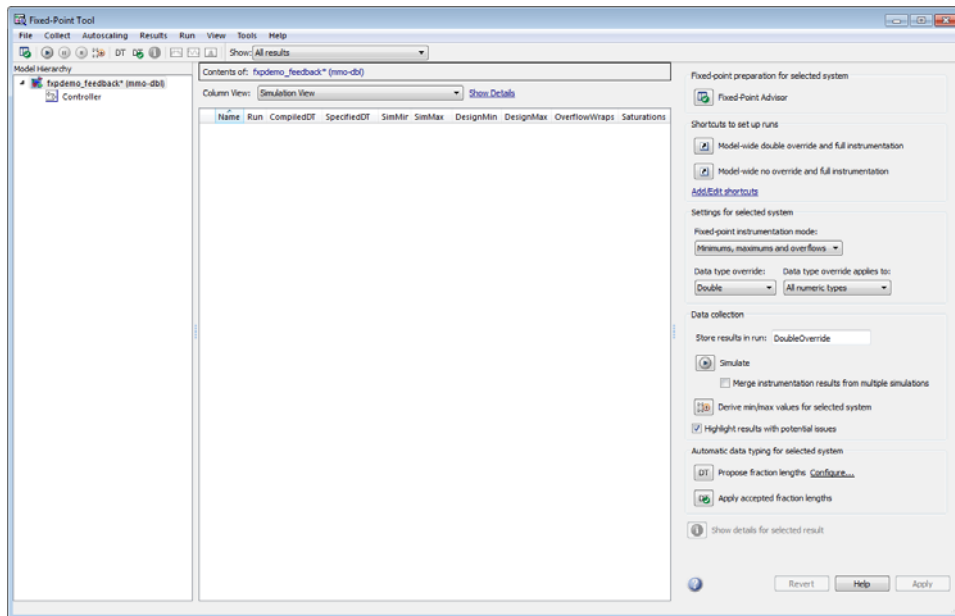 Fixed-Point Tool
File Collect Autoscaling Results Run View Tools Help
DT Show: All results
Model Hierarchy
fxpdemo_feedback* (mmo-dbl)
Controller
Contents of: fxpdemo_feedback* (mmo-dbl)
Column View: Simulation View Show Details
Name Run CompiledDT SpecifiedDT SimMin SimMax DesignMin DesignMax OverflowWraps Saturations
Fixed-point preparation for selected system
Fixed-Point Advisor
Shortcuts to set up runs
Model-wide double override and full instrumentation
Model-wide no override and full instrumentation
Add/Edit shortcuts
Settings for selected system
Fixed-point instrumentation mode:
Minimums, maximums and overflows
Data type override: Data type override applies to:
Double All numeric types
Data collection
Store results in run: DoubleOverride
Simulate
Merge instrumentation results from multiple simulations
Derive min/max values for selected system
Highlight results with potential issues
Automatic data typing for selected system
DT Propose fraction lengths Configure...
Apply accepted fraction lengths
Show details for selected result
Revert Help Apply